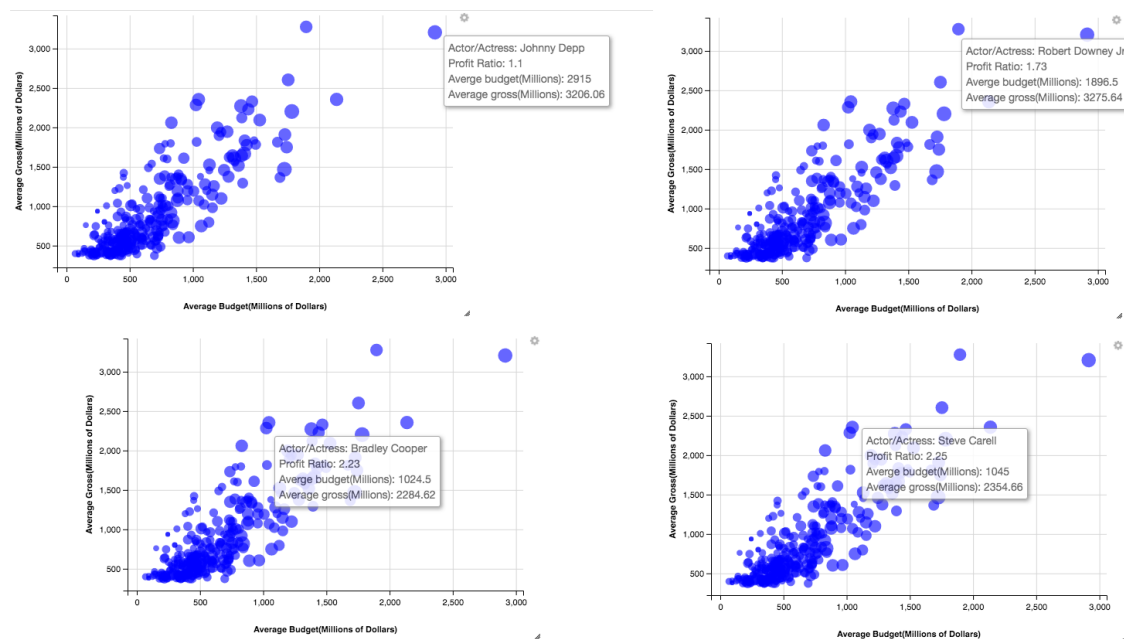 3,000
2,500
2,000
1,500
1,000
500
Average Gross(Millions of Dollars)
0 500 1,000 1,500 2,000 2,500 3,000
Average Budget(Millions of Dollars)
Actor/Actress: Johnny Depp
Profit Ratio: 1.1
Averge budget(Millions): 2915
Average gross(Millions): 3206.06
3,000
2,500
2,000
1,500
1,000
500
Average Gross(Millions of Dollars)
0 500 1,000 1,500 2,000 2,500 3,000
Average Budget(Millions of Dollars)
Actor/Actress: Robert Downey Jr
Profit Ratio: 1.73
Averge budget(Millions): 1896.5
Average gross(Millions): 3275.64
3,000
2,500
2,000
1,500
1,000
500
Average Gross(Millions of Dollars)
0 500 1,000 1,500 2,000 2,500 3,000
Average Budget(Millions of Dollars)
Actor/Actress: Bradley Cooper
Profit Ratio: 2.23
Averge budget(Millions): 1024.5
Average gross(Millions): 2284.62
3,000
2,500
2,000
1,500
1,000
500
Average Gross(Millions of Dollars)
0 500 1,000 1,500 2,000 2,500 3,000
Average Budget(Millions of Dollars)
Actor/Actress: Steve Carell
Profit Ratio: 2.25
Averge budget(Millions): 1045
Average gross(Millions): 2354.66